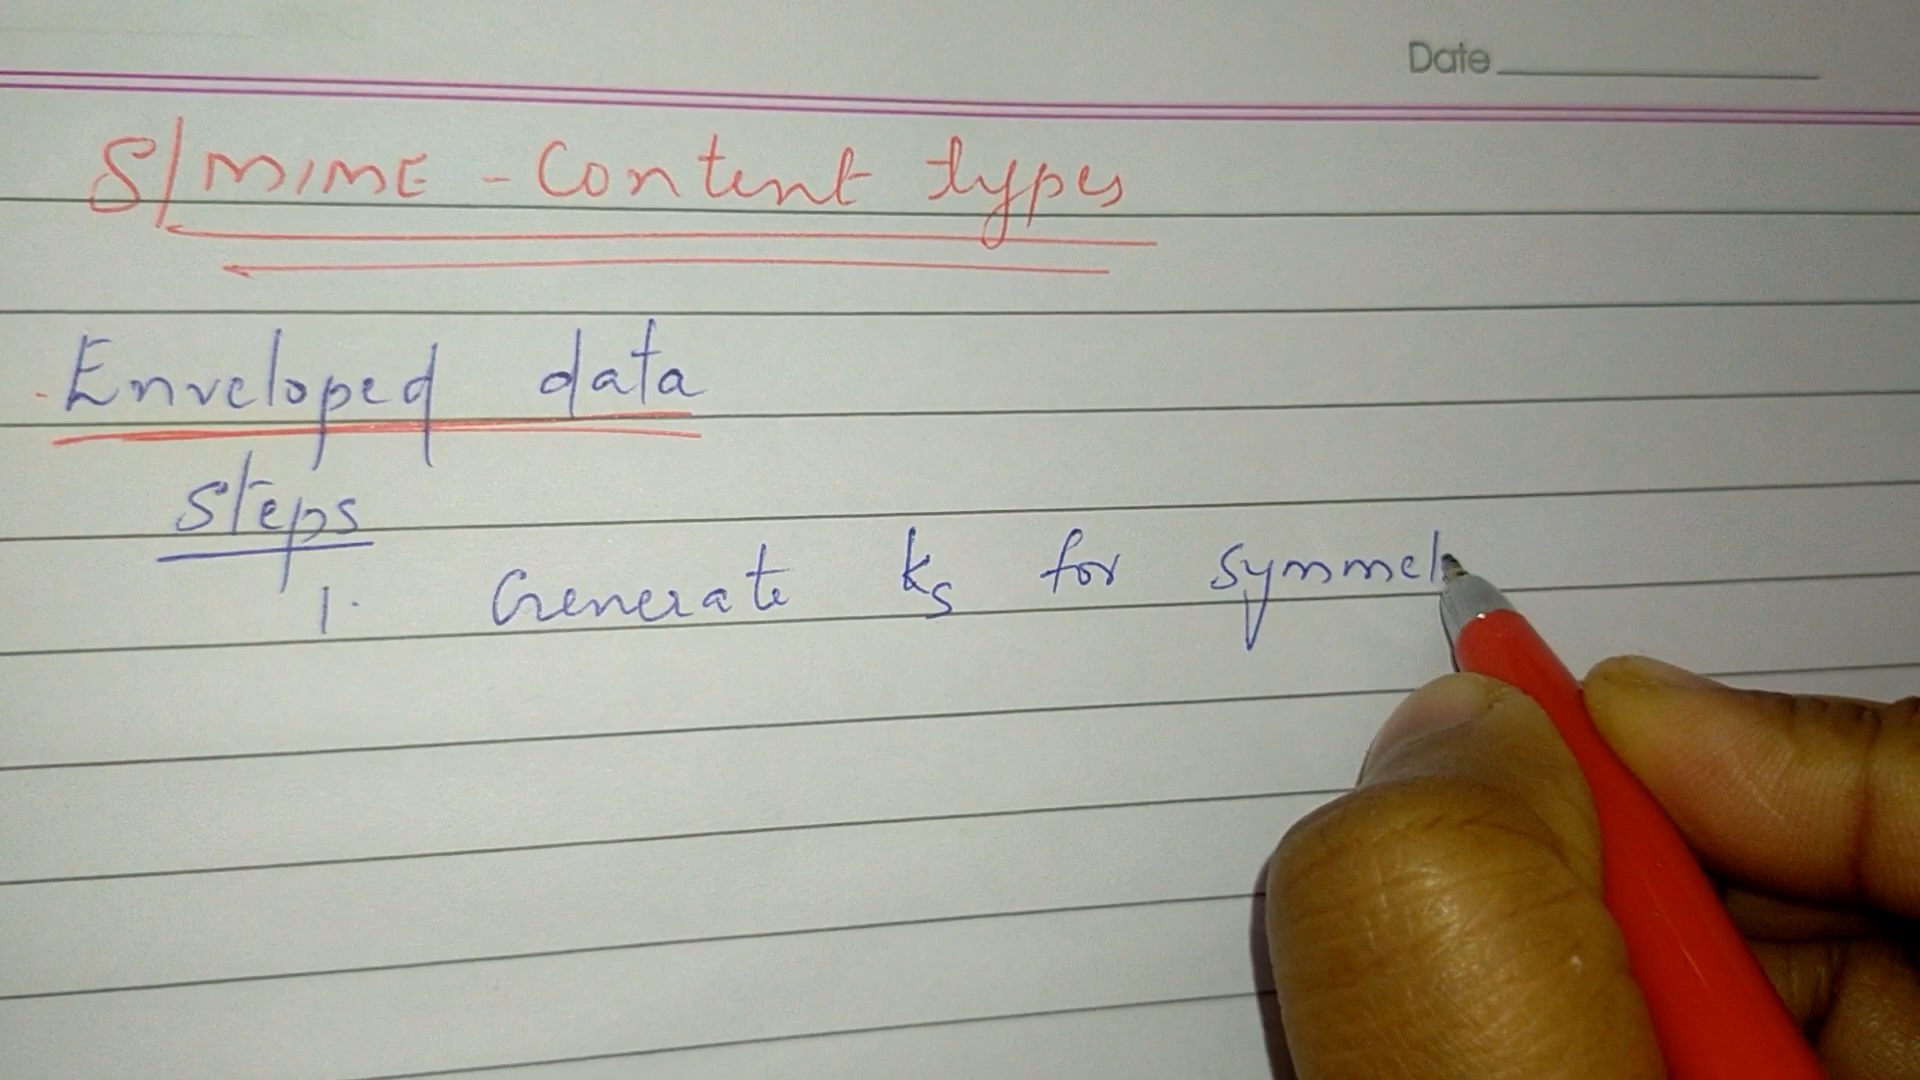 Date
S/MIME - Content types
Enveloped data
Steps
1. Generate ks for symmet